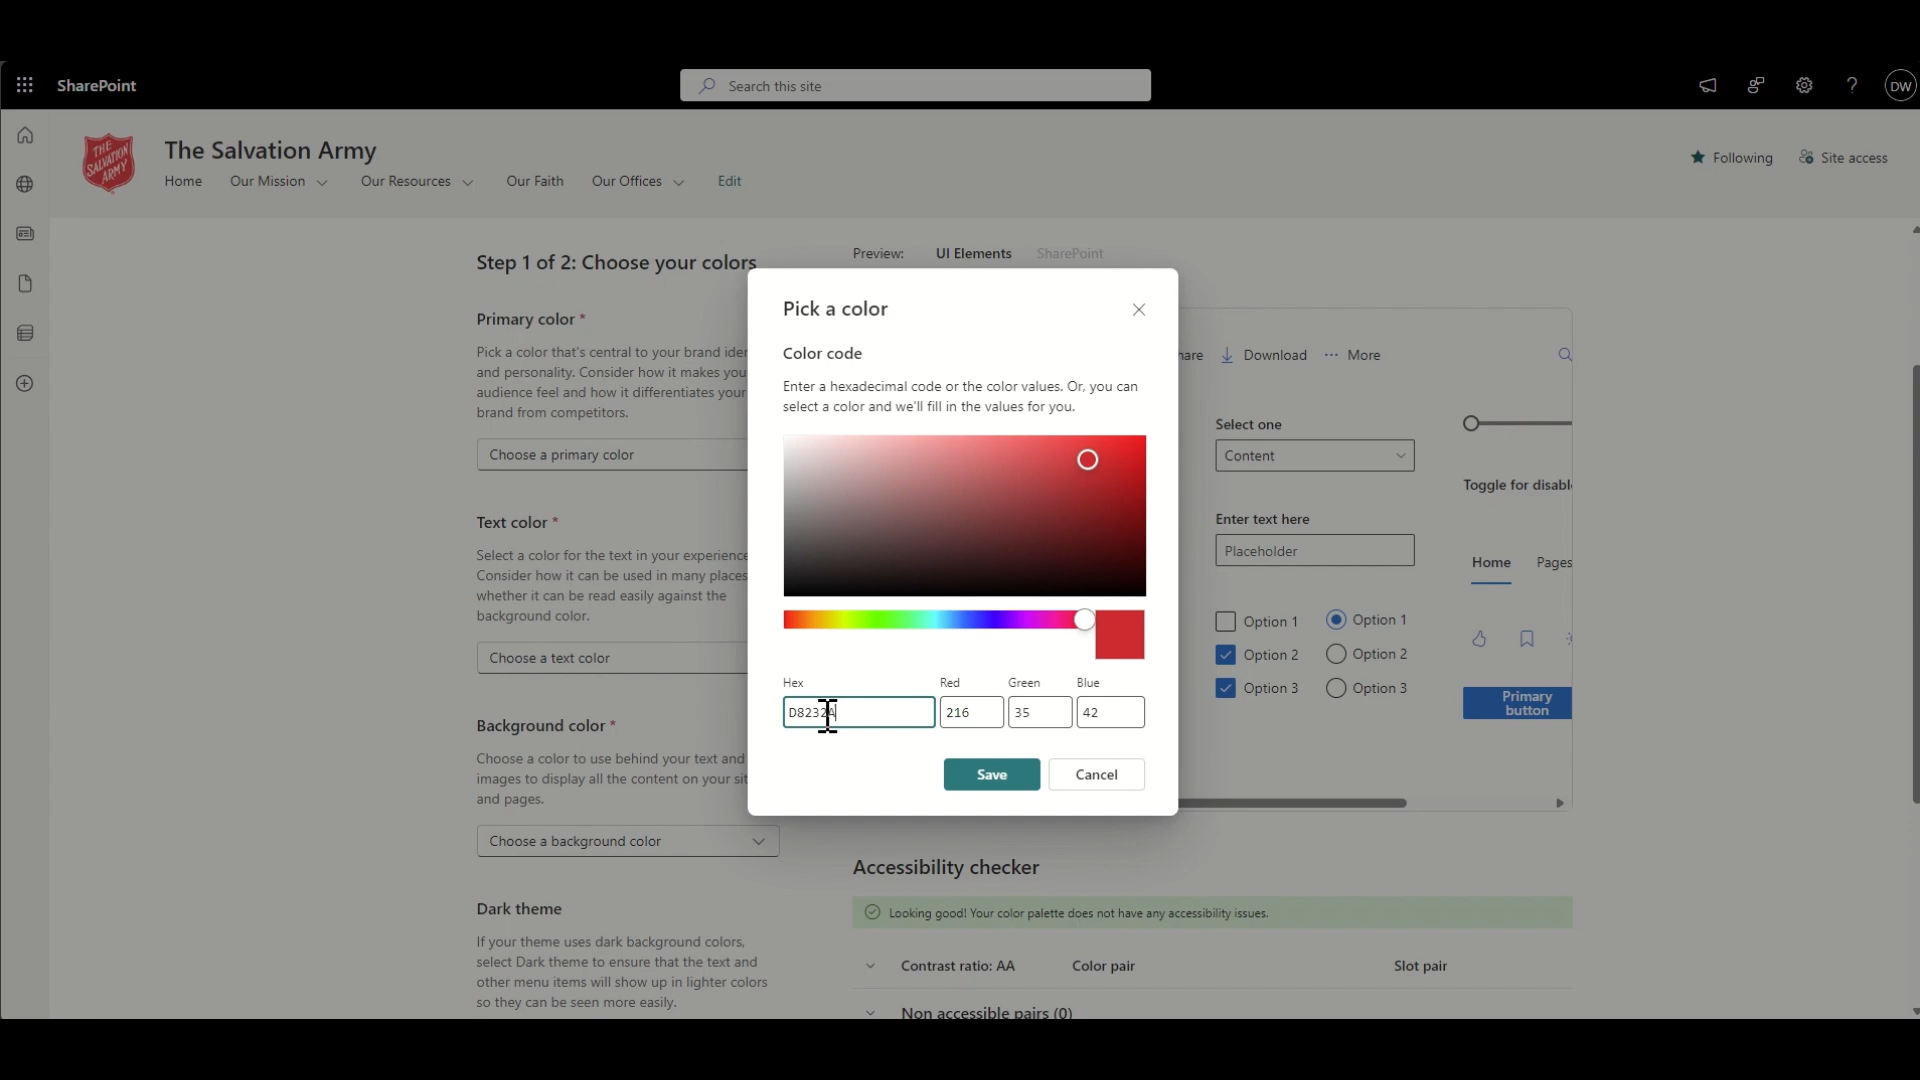 SharePoint
Search this site
DW
THE
SALVATION
ARMY
The Salvation Army
Home
Our Mission
Our Resources
Our Faith
Our Offices
Edit
Following
Site access
Step 1 of 2: Choose your colors
Preview:
UI Elements
SharePoint
Primary color *
Pick a color that's central to your brand iden
and personality. Consider how it makes you
audience feel and how it differentiates your
brand from competitors.
Choose a primary color
Text color *
Select a color for the text in your experience
Consider how it can be used in many places
whether it can be read easily against the
background color.
Choose a text color
Background color *
Choose a color to use behind your text and
images to display all the content on your sit
and pages.
Choose a background color
Dark theme
If your theme uses dark background colors,
select Dark theme to ensure that the text and
other menu items will show up in lighter colors
so they can be seen more easily.
Pick a color
Color code
Enter a hexadecimal code or the color values. Or, you can
select a color and we'll fill in the values for you.
Hex
Red
Green
Blue
D8232A
216
35
42
Save
Cancel
hare
Download
More
Select one
Content
Toggle for disabl
Enter text here
Placeholder
Home
Pages
Option 1
Option 1
Option 2
Option 2
Option 3
Option 3
Primary
button
Accessibility checker
Looking good! Your color palette does not have any accessibility issues.
Contrast ratio: AA
Color pair
Slot pair
Non accessible pairs (0)